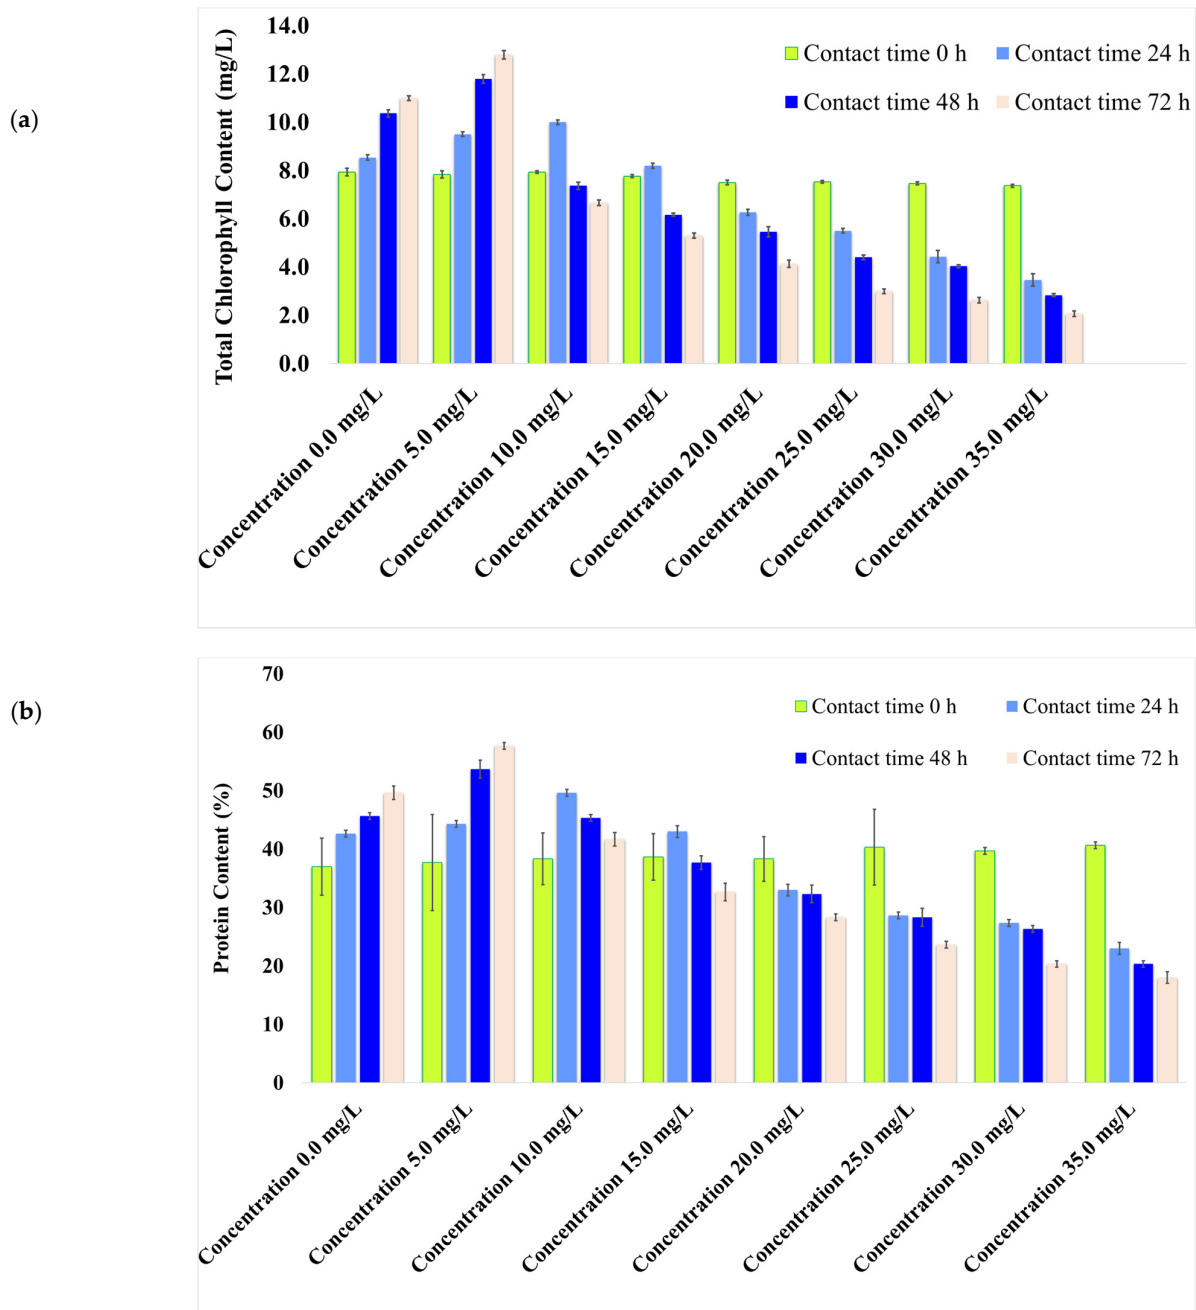 (a)
Total Chlorophyll Content (mg/L)
14.0
12.0
10.0
8.0
6.0
4.0
2.0
0.0
Contact time 0 h
Contact time 24 h
Contact time 48 h
Contact time 72 h
Concentration 0.0 mg/L
Concentration 5.0 mg/L
Concentration 10.0 mg/L
Concentration 15.0 mg/L
Concentration 20.0 mg/L
Concentration 25.0 mg/L
Concentration 30.0 mg/L
Concentration 35.0 mg/L
(b)
Protein Content (%)
70
60
50
40
30
20
10
0
Contact time 0 h
Contact time 24 h
Contact time 48 h
Contact time 72 h
Concentration 0.0 mg/L
Concentration 5.0 mg/L
Concentration 10.0 mg/L
Concentration 15.0 mg/L
Concentration 20.0 mg/L
Concentration 25.0 mg/L
Concentration 30.0 mg/L
Concentration 35.0 mg/L